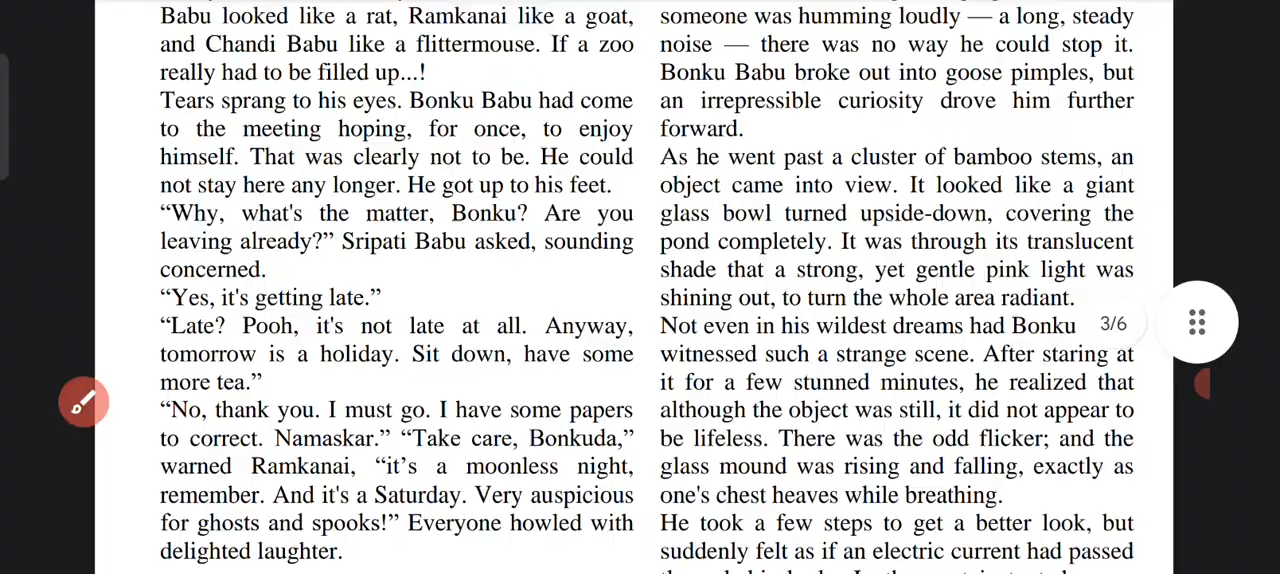 Babu looked like a rat, Ramkanai like a goat,
and Chandi Babu like a flittermouse. If a zoo
really had to be filled up...!
Tears sprang to his eyes. Bonku Babu had come
to the meeting hoping, for once, to enjoy
himself. That was clearly not to be. He could
not stay here any longer. He got up to his feet.
“Why, what's the matter, Bonku? Are you
leaving already?” Sripati Babu asked, sounding
concerned.
“Yes, it's getting late.”
“Late? Pooh, it's not late at all. Anyway,
tomorrow is a holiday. Sit down, have some
more tea.”
“No, thank you. I must go. I have some papers
to correct. Namaskar.” “Take care, Bonkuda,”
warned Ramkanai, “it’s a moonless night,
remember. And it's a Saturday. Very auspicious
for ghosts and spooks!” Everyone howled with
delighted laughter.
someone was humming loudly — a long, steady
noise — there was no way he could stop it.
Bonku Babu broke out into goose pimples, but
an irrepressible curiosity drove him further
forward.
As he went past a cluster of bamboo stems, an
object came into view. It looked like a giant
glass bowl turned upside-down, covering the
pond completely. It was through its translucent
shade that a strong, yet gentle pink light was
shining out, to turn the whole area radiant.
Not even in his wildest dreams had Bonku
witnessed such a strange scene. After staring at
it for a few stunned minutes, he realized that
although the object was still, it did not appear to
be lifeless. There was the odd flicker; and the
glass mound was rising and falling, exactly as
one's chest heaves while breathing.
He took a few steps to get a better look, but
suddenly felt as if an electric current had passed
3/6